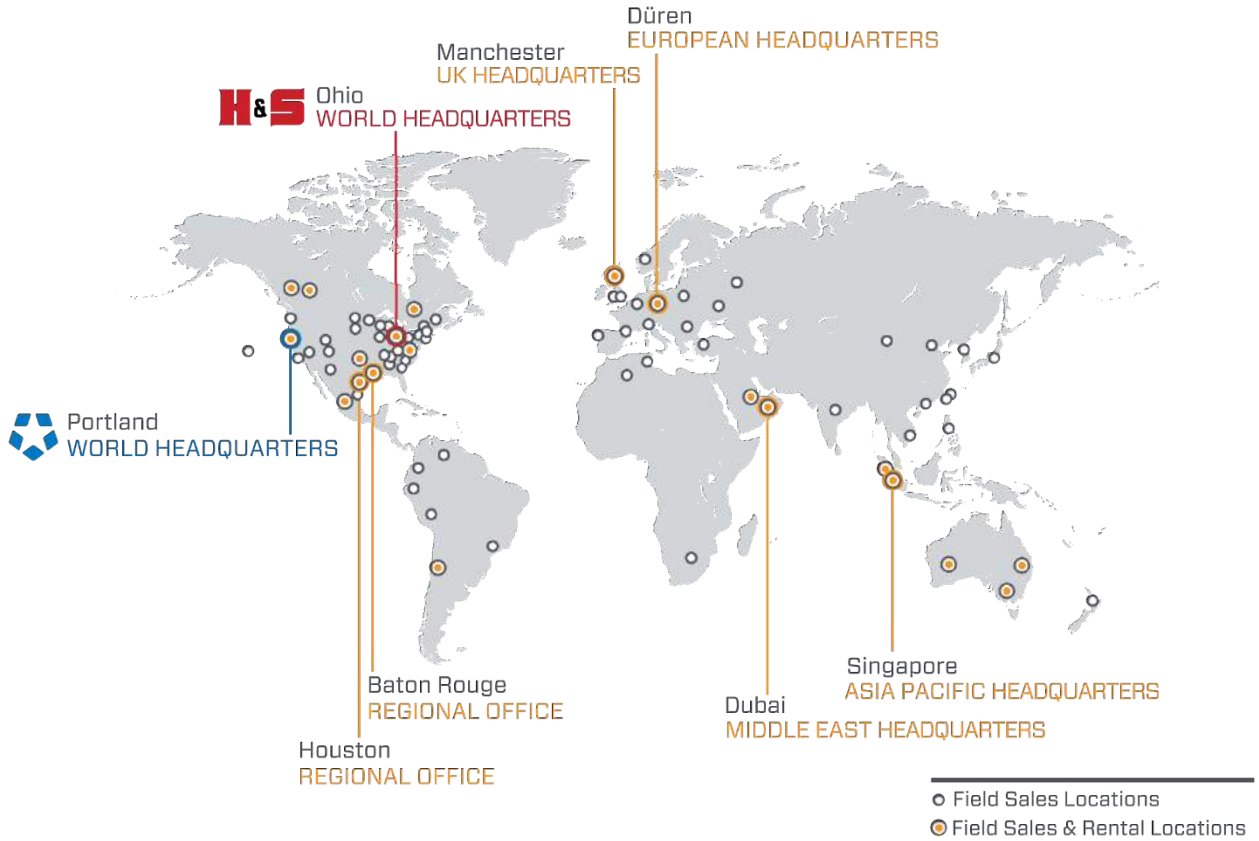 Düren
EUROPEAN HEADQUARTERS
Manchester
UK HEADQUARTERS
H&S
Ohio
WORLD HEADQUARTERS
Portland
WORLD HEADQUARTERS
Baton Rouge
REGIONAL OFFICE
Houston
REGIONAL OFFICE
Singapore
ASIA PACIFIC HEADQUARTERS
Dubai
MIDDLE EAST HEADQUARTERS
Field Sales Locations
Field Sales & Rental Locations